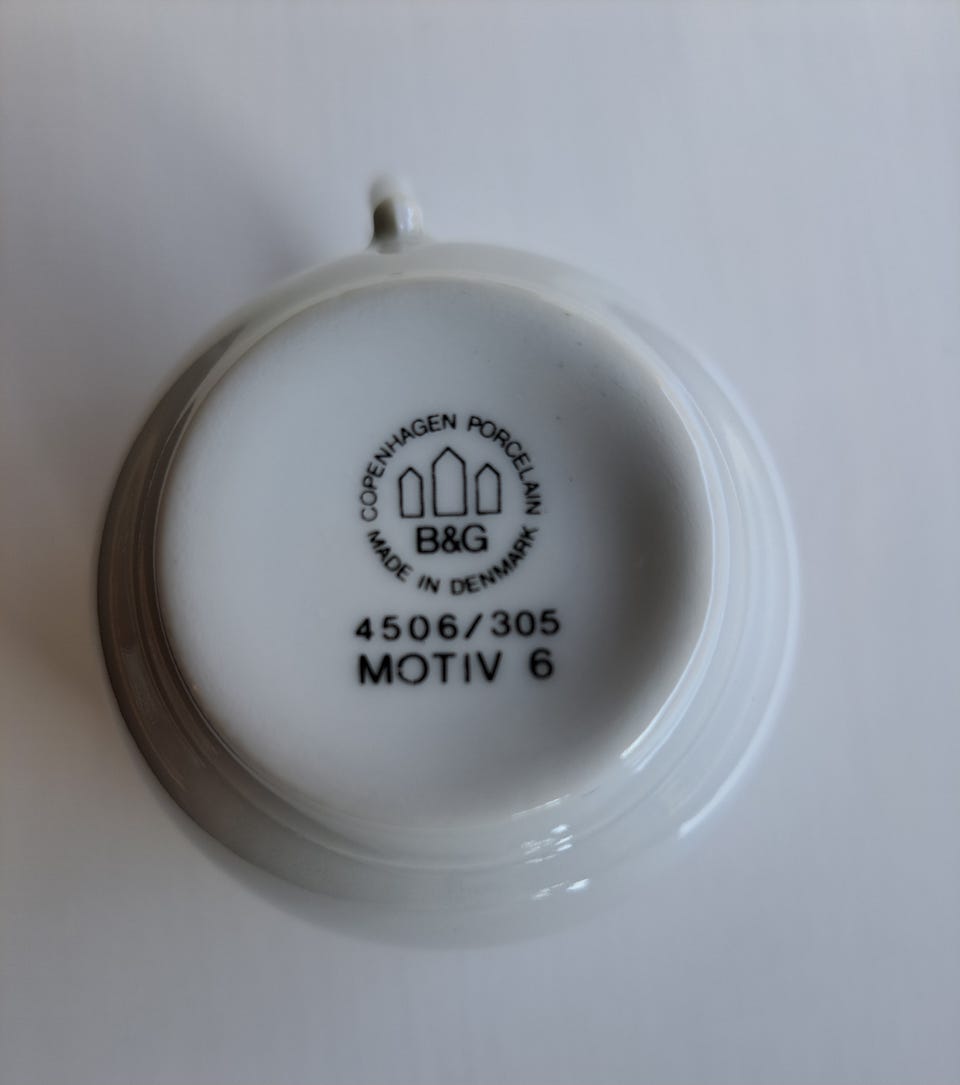 COPENHAGEN PORCELAIN
B&G
MADE IN DENMARK
4506/305
MOTIV 6